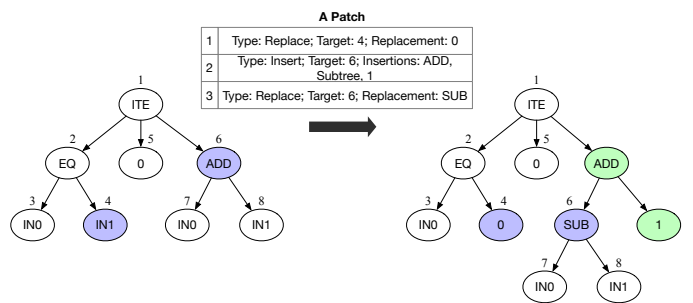 A Patch
1 Type: Replace; Target: 4; Replacement: 0
2 Type: Insert; Target: 6; Insertions: ADD,
Subtree, 1
3 Type: Replace; Target: 6; Replacement: SUB
1
ITE
2 5 6
EQ 0 ADD
3 4 7 8
IN0 IN1 IN0 IN1
1
ITE
2 5
EQ 0 ADD
3 4 6
IN0 0 SUB 1
7 8
IN0 IN1